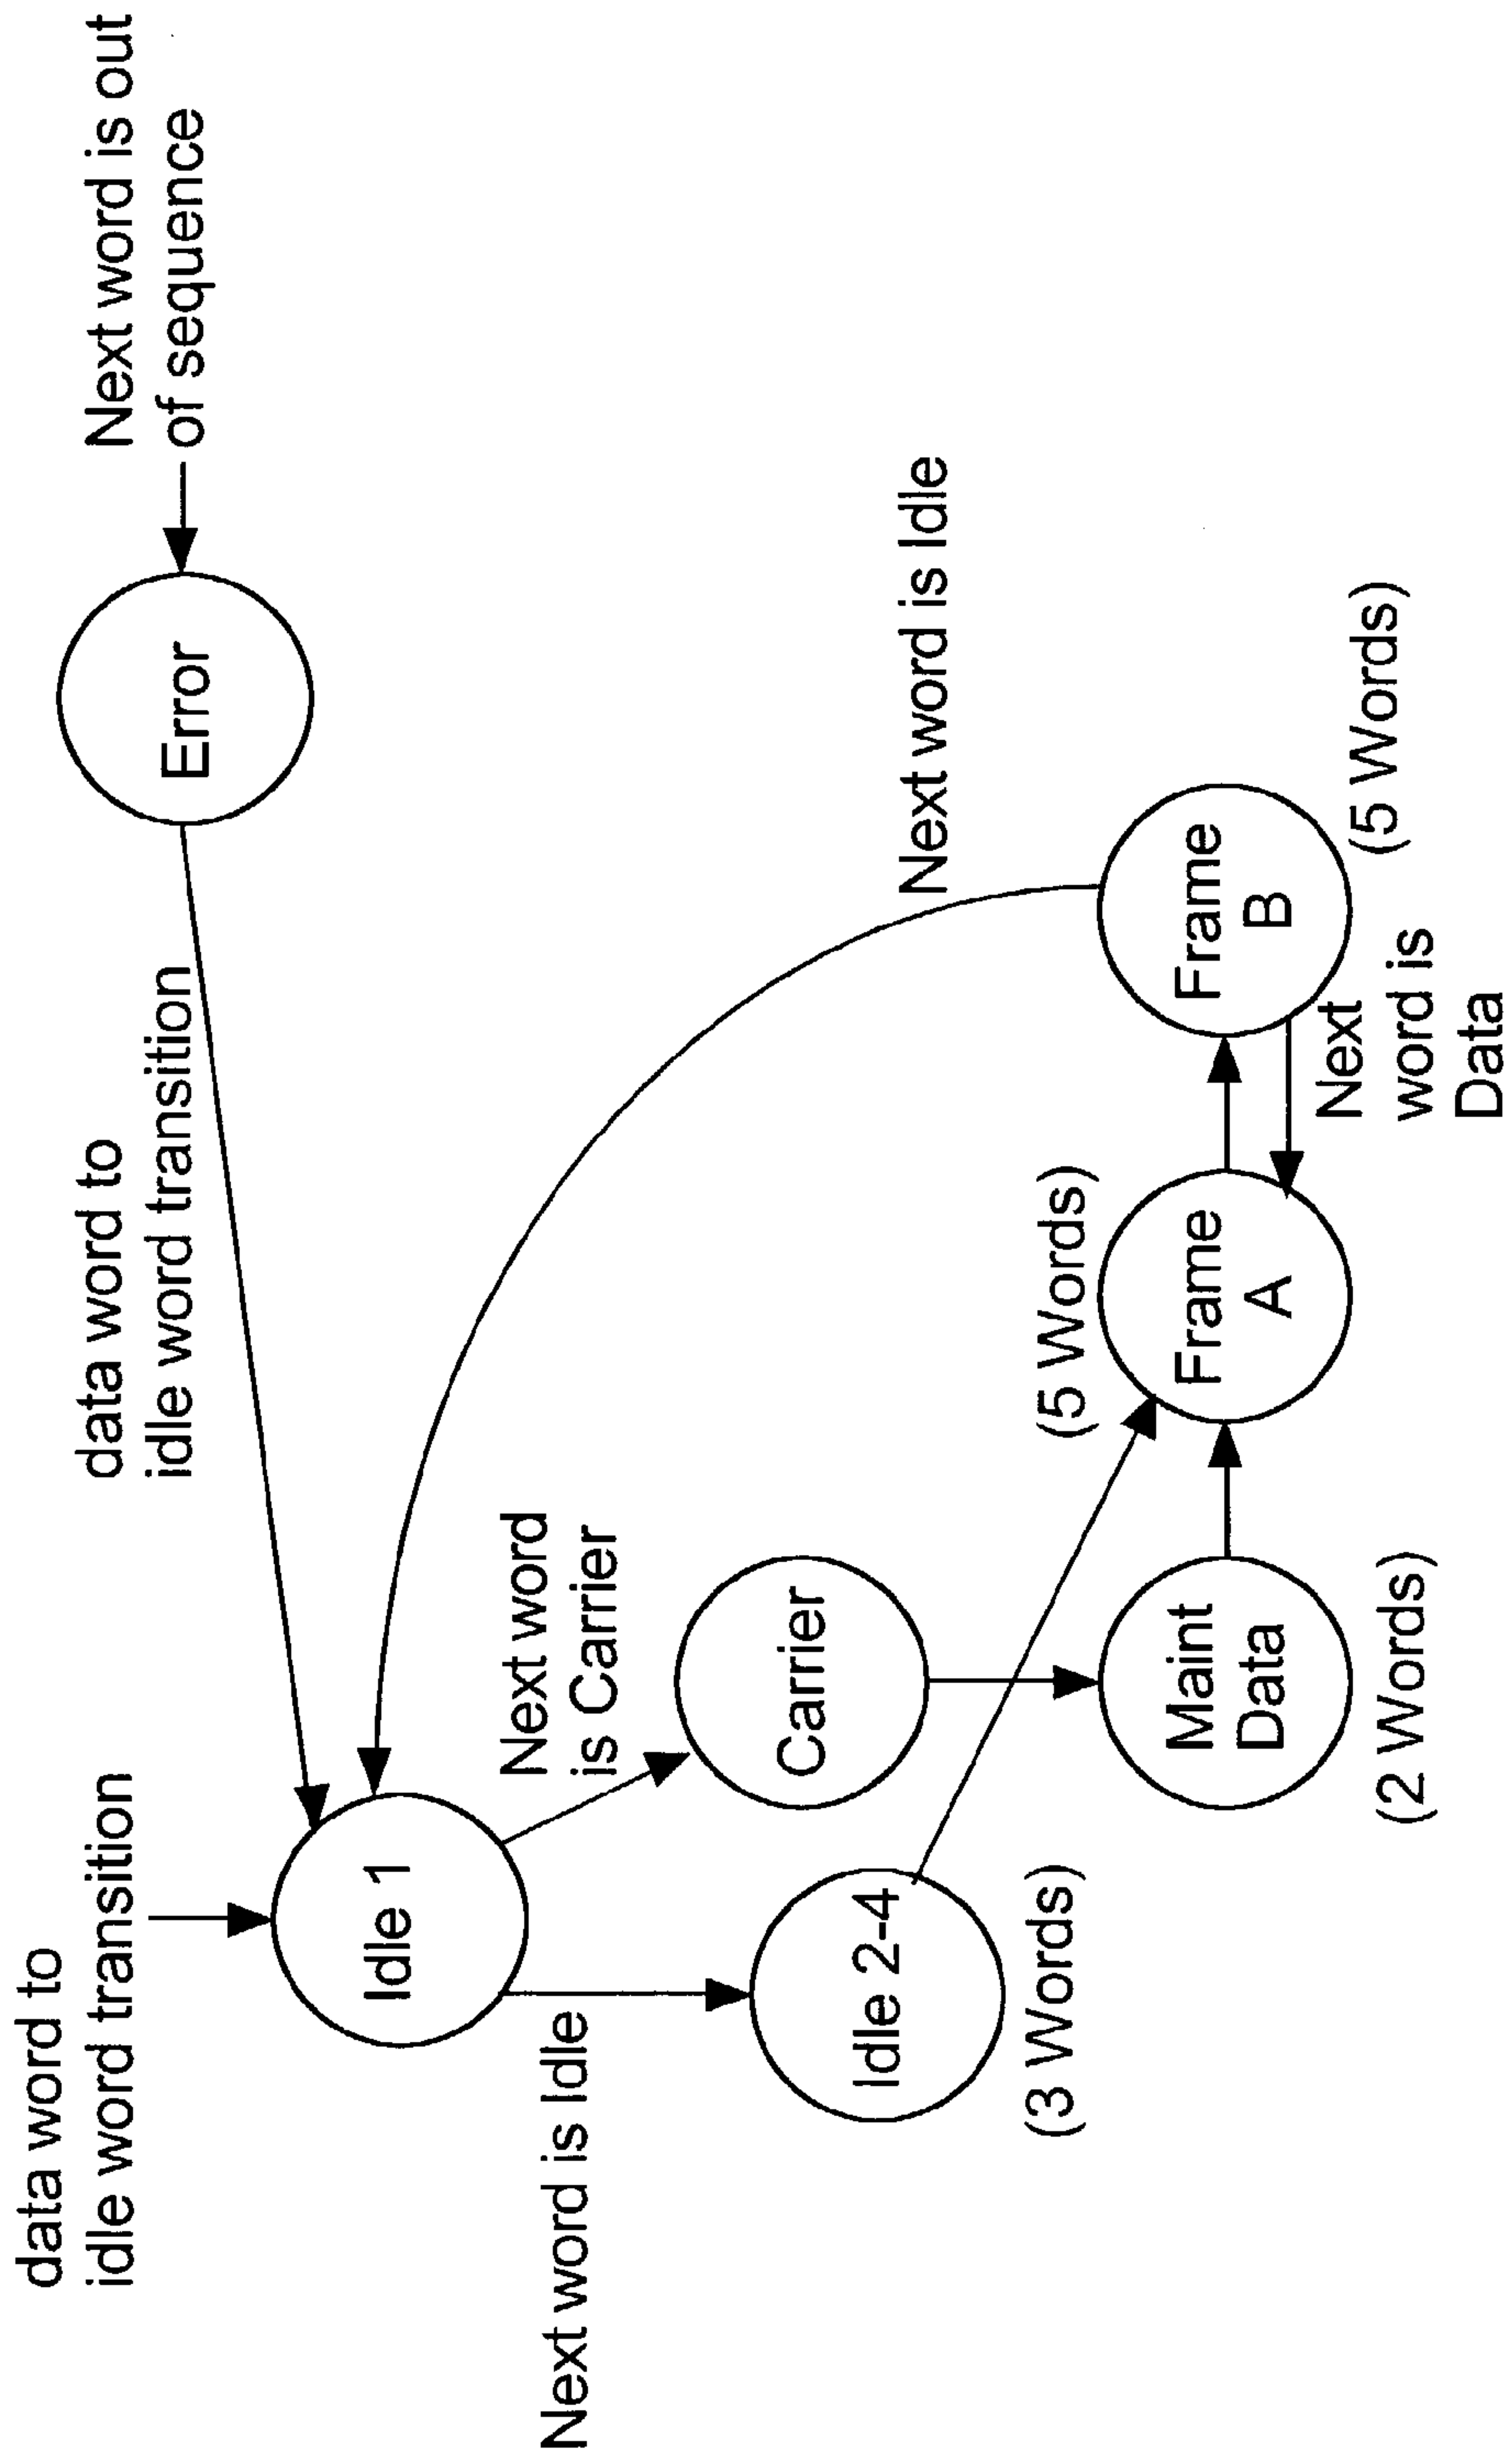 data word to
idle word transition
data word to
idle word transition
Next word is out
of sequence
Error
Idle 1
Next word is Idle
Next word
is Carrier
Next word is Idle
Idle 2-4
(3 Words)
Carrier
Maint
Data
(2 Words)
(5 Words)
Frame
A
Frame
B
(5 Words)
Next
word is
Data